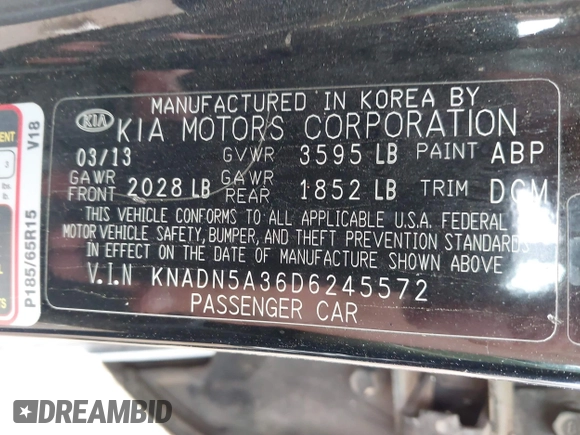 MANUFACTURED IN KOREA BY
KIA KIA MOTORS CORPORATION
03/13 GVWR 3595 LB PAINT ABP
GAWR FRONT 2028 LB GAWR REAR 1852 LB TRIM DGM
THIS VEHICLE CONFORMS TO ALL APPLICABLE U.S.A. FEDERAL
MOTOR VEHICLE SAFETY, BUMPER, AND THEFT PREVENTION STANDARDS
IN EFFECT ON THE DATE OF MANUFACTURE SHOWN ABOVE.
V.I.N KNADN5A36D6245572
PASSENGER CAR
P185/65R15
V18
DREAMBID